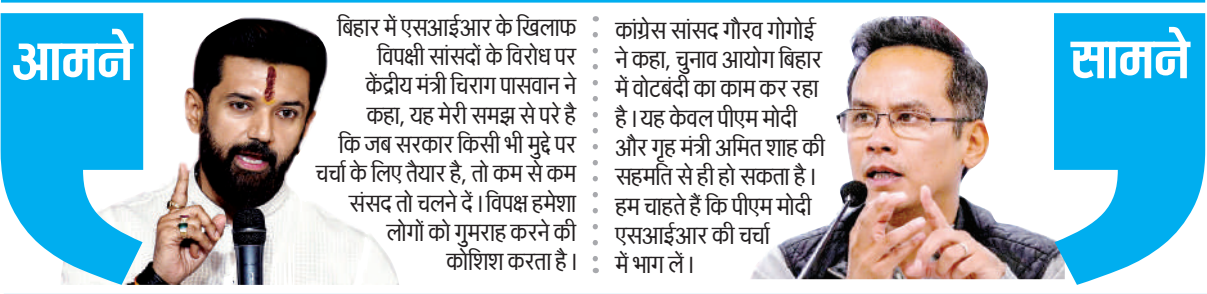 आमने
बिहार में एसआईआर के खिलाफ
विपक्षी सांसदों के विरोध पर
केंद्रीय मंत्री चिराग पासवान ने
कहा, यह मेरी समझ से परे है
कि जब सरकार किसी भी मुद्दे पर
चर्चा के लिए तैयार है, तो कम से कम
संसद तो चलने दें। विपक्ष हमेशा
लोगों को गुमराह करने की
कोशिश करता है।
कांग्रेस सांसद गौरव गोगोई
ने कहा, चुनाव आयोग बिहार
में वोटबंदी का काम कर रहा
है। यह केवल पीएम मोदी
और गृह मंत्री अमित शाह की
सहमति से ही हो सकता है।
हम चाहते हैं कि पीएम मोदी
एसआईआर की चर्चा
में भाग लें।
सामने